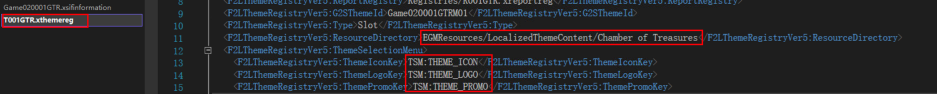 Game020001GTR.xsifinformation
T001GTR.xthemereg
9 <F2LThemeRegistryVer5:G2SThemeId>Game020001GTRM01</F2LThemeRegistryVer5:G2SThemeId>
10 <F2LThemeRegistryVer5:Type>Slot</F2LThemeRegistryVer5:Type>
11 <F2LThemeRegistryVer5:ResourceDirectory>EGMResources/LocalizedThemeContent/Chamber of Treasures</F2LThemeRegistryVer5:ResourceDirectory>
12 <F2LThemeRegistryVer5:ThemeSelectionMenu>
13 <F2LThemeRegistryVer5:ThemeIconKey>TSM:THEME_ICON</F2LThemeRegistryVer5:ThemeIconKey>
14 <F2LThemeRegistryVer5:ThemeLogoKey>TSM:THEME_LOGO</F2LThemeRegistryVer5:ThemeLogoKey>
15 <F2LThemeRegistryVer5:ThemePromoKey>TSM:THEME_PROMO</F2LThemeRegistryVer5:ThemePromoKey>